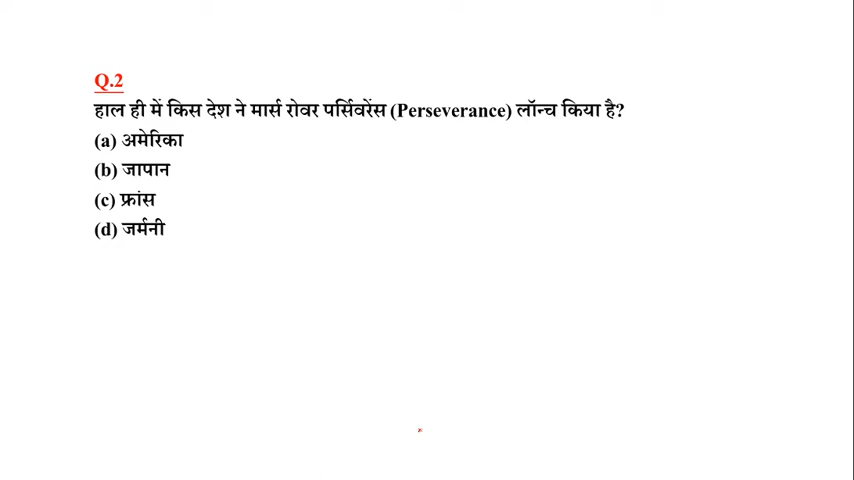 Q.2
हाल ही में किस देश ने मार्स रोवर पर्सिवरेंस (Perseverance) लॉन्च किया है?
(a) अमेरिका
(b) जापान
(c) फ्रांस
(d) जर्मनी